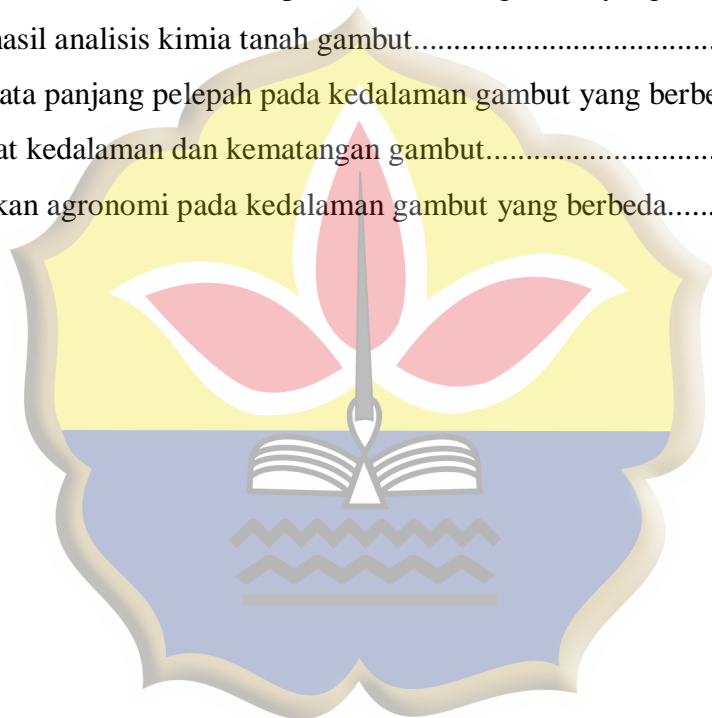 hasil analisis kimia tanah gambut....................................
ata panjang pelepah pada kedalaman gambut yang berbe
at kedalaman dan kematangan gambut............................
kan agronomi pada kedalaman gambut yang berbeda......